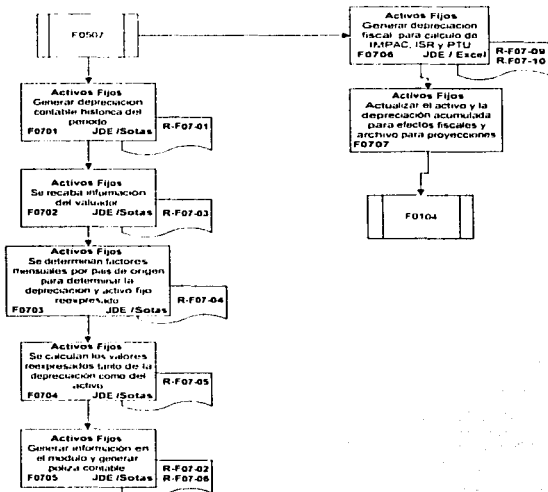 F0507
Activos Fijos
Generar depreciacion
contable historica del
periodo
F0701 JDE /Sotas
R-F07-01
Activos Fijos
Se recaba informacion
del valuador
F0702 JDE /Sotas
R-F07-03
Activos Fijos
Se determinan factores
mensuales por pais de origen
para determinar la
depreciacion y activo fijo
reexpresado
F0703 JDE /Sotas
R-F07-04
Activos Fijos
Se calculan los valores
reexpresados tanto de la
depreciación como del
activo
F0704 JDE /Sotas
R-F07-05
Activos Fijos
Generar información en
el modulo y generar
poliza contable
F0705 JDE /Sotas
R-F07-02
R-F07-06
Activos Fijos
Generar depreciación
fiscal para calculo de
IMPAC, ISR y PTU
F0706 JDE / Excel
R-F07-09
R.F07-10
Activos Fijos
Actualizar el activo y la
depreciación acumulada
para efectos fiscales y
archivo para proyecciones
F0707
F0104